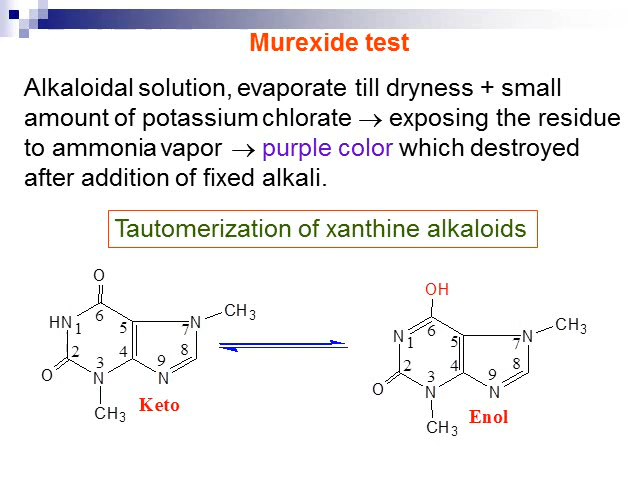 Murexide test
Alkaloidal solution, evaporate till dryness + small
amount of potassium chlorate → exposing the residue
to ammonia vapor → purple color which destroyed
after addition of fixed alkali.
Tautomerization of xanthine alkaloids
O
HN 1 6 5 7 N CH3
2 3 4 9 8
O N N
CH3 Keto
OH
N 1 6 5 7 N CH3
2 3 4 9 8
O N N
CH3 Enol